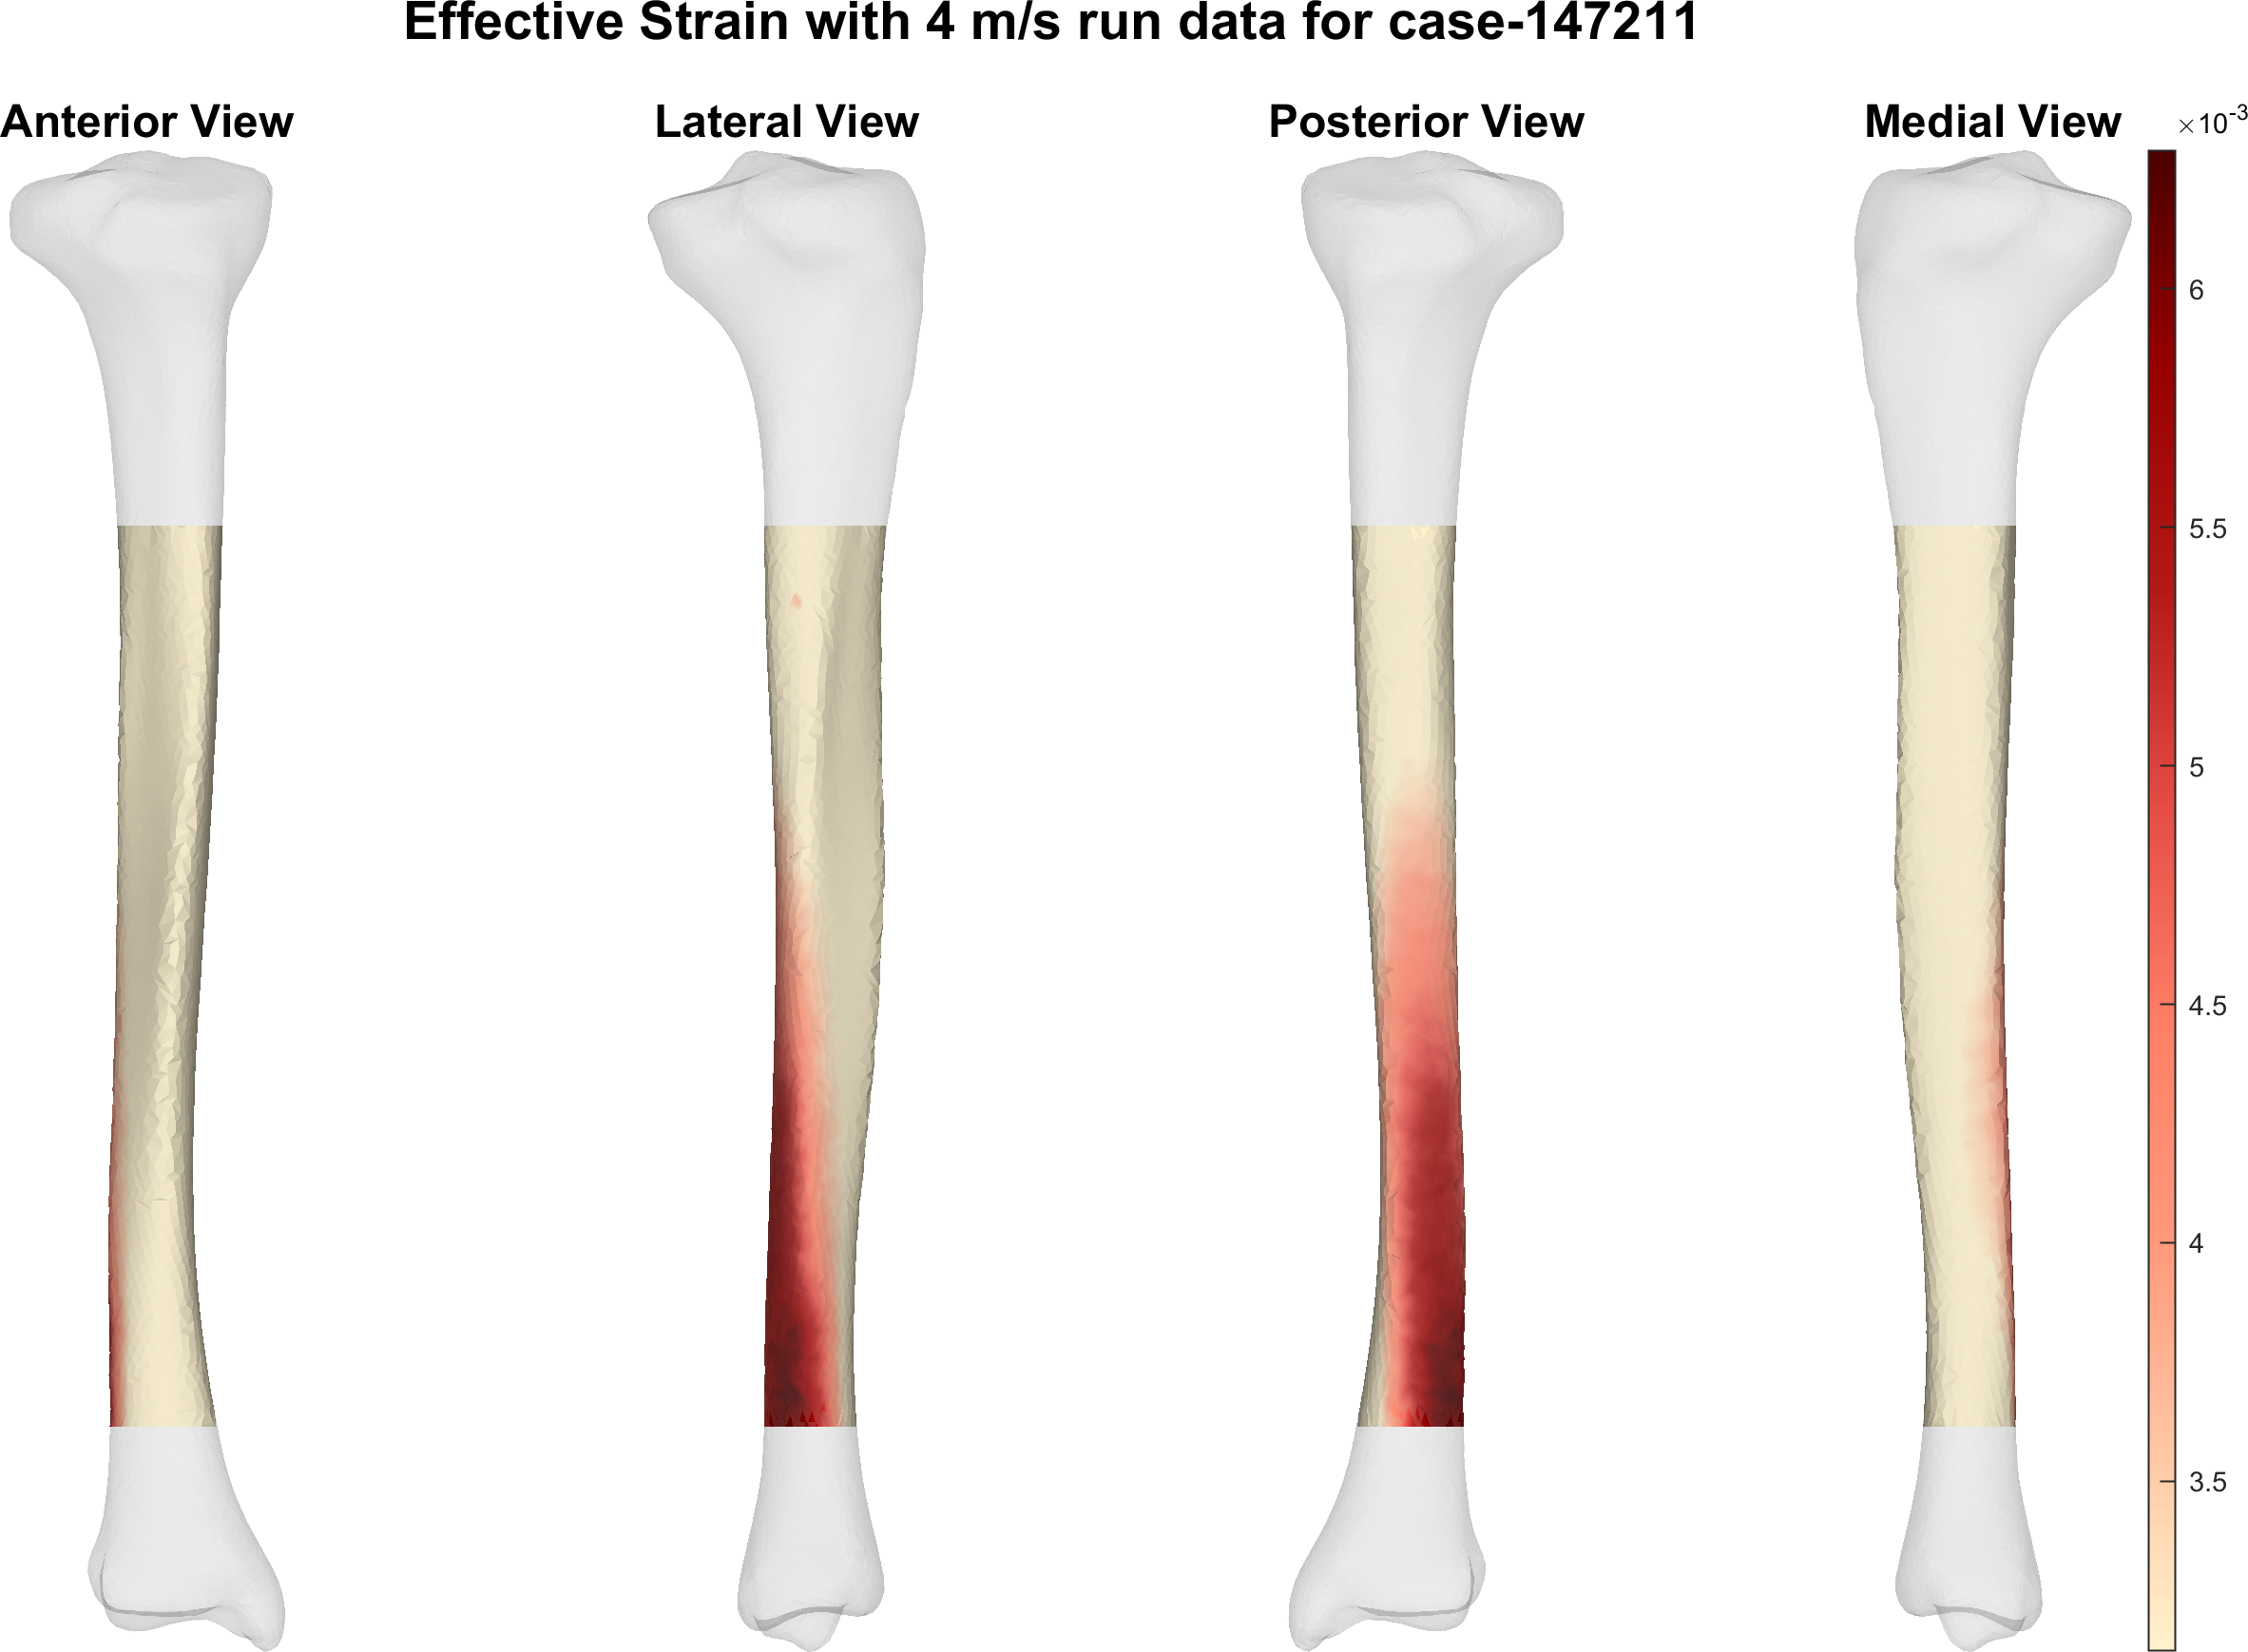 Effective Strain with 4 m/s run data for case-147211
Anterior View
Lateral View
Posterior View
Medial View
×10-3
6
5.5
5
4.5
4
3.5